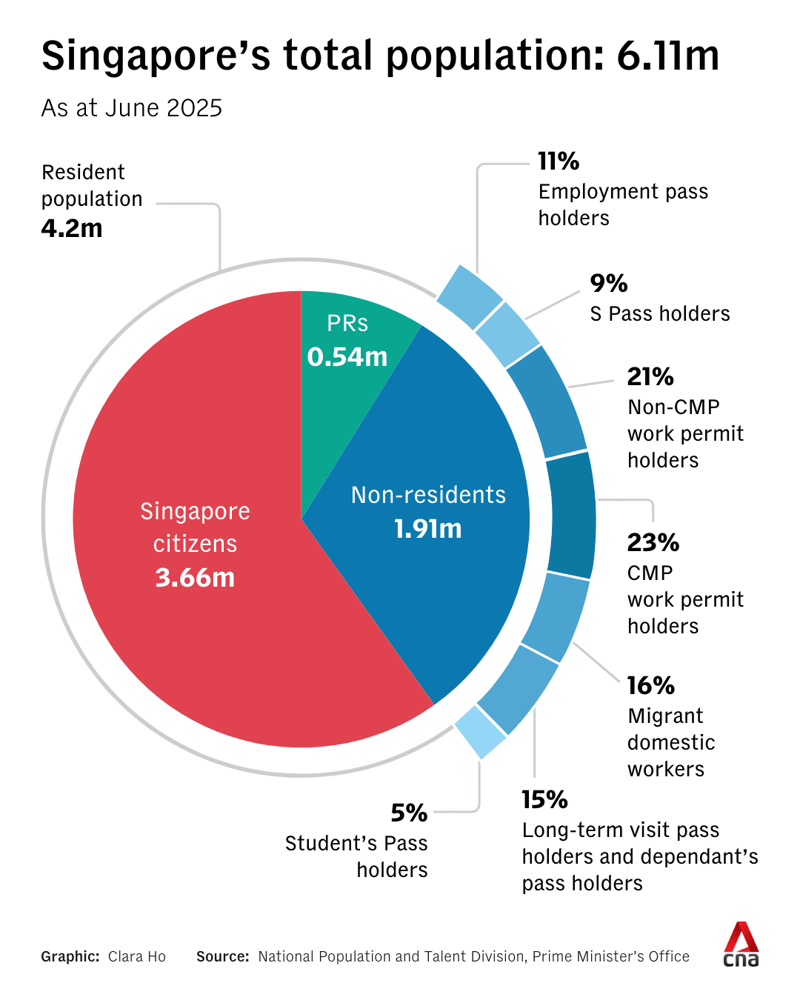 Singapore’s total population: 6.11m
As at June 2025
Resident
population
4.2m
11%
Employment pass
holders
9%
S Pass holders
21%
Non-CMP
work permit
holders
23%
CMP
work permit
holders
16%
Migrant
domestic
workers
15%
Long-term visit pass
holders and dependant’s
pass holders
5%
Student’s Pass
holders
PRs
0.54m
Non-residents
1.91m
Singapore
citizens
3.66m
Graphic: Clara Ho Source: National Population and Talent Division, Prime Minister’s Office
cna